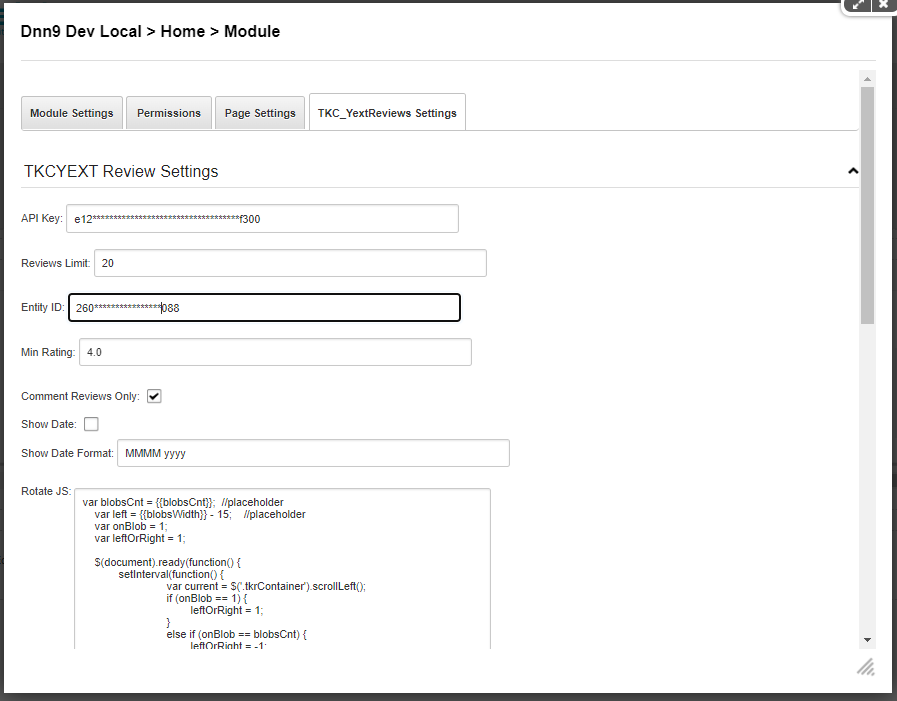 Dnn9 Dev Local > Home > Module
Module Settings Permissions Page Settings TKC_YextReviews Settings
TKCYEXT Review Settings
API Key: e12***********************************f300
Reviews Limit: 20
Entity ID: 260****************088
Min Rating: 4.0
Comment Reviews Only:
Show Date:
Show Date Format: MMMM yyyy
Rotate JS: var blobsCnt = {{blobsCnt}}; //placeholder
var left = {{blobsWidth}} - 15; //placeholder
var onBlob = 1;
var leftOrRight = 1;
$(document).ready(function() {
setInterval(function() {
var current = $('.tkrContainer').scrollLeft();
if (onBlob == 1) {
leftOrRight = 1;
}
else if (onBlob == blobsCnt) {
leftOrRight = -1;